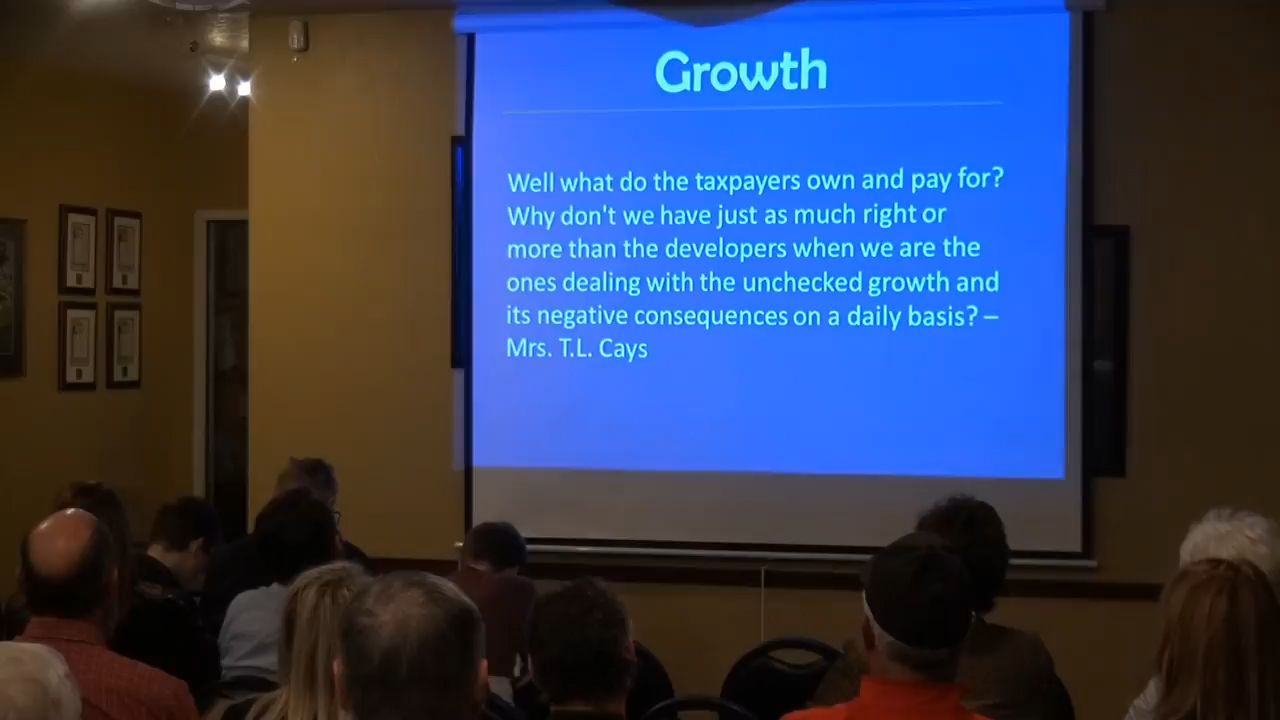 Growth
Well what do the taxpayers own and pay for?
Why don't we have just as much right or
more than the developers when we are the
ones dealing with the unchecked growth and
its negative consequences on a daily basis? –
Mrs. T.L. Cays